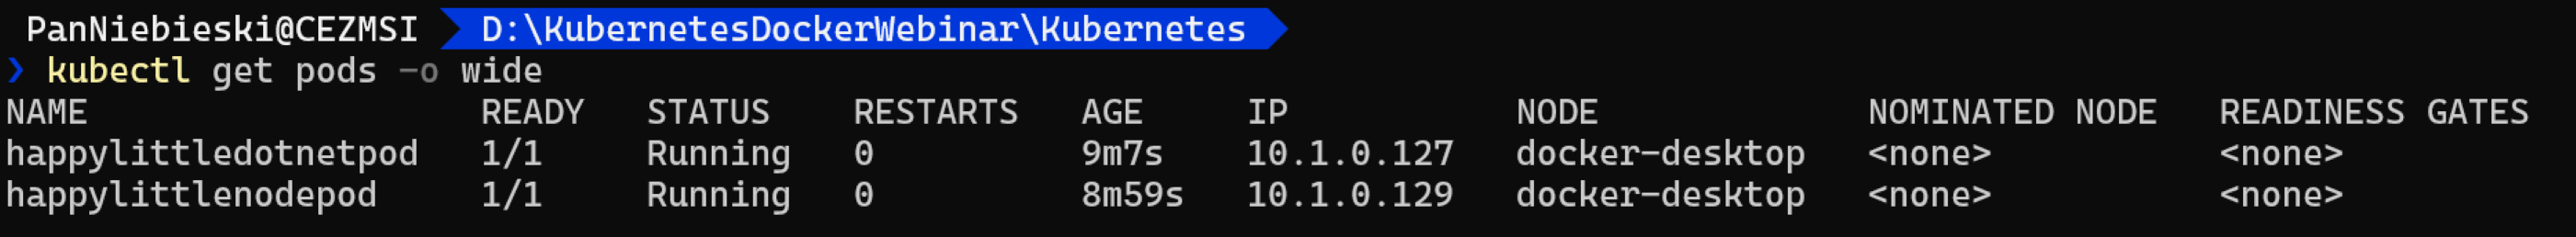 PanNiebieski@CEZMSI D:\KubernetesDockerWebinar\Kubernetes
❯ kubectl get pods -o wide
NAME READY STATUS RESTARTS AGE IP NODE NOMINATED NODE READINESS GATES
happylittledotnetpod 1/1 Running 0 9m7s 10.1.0.127 docker-desktop <none> <none>
happylittlenodepod 1/1 Running 0 8m59s 10.1.0.129 docker-desktop <none> <none>